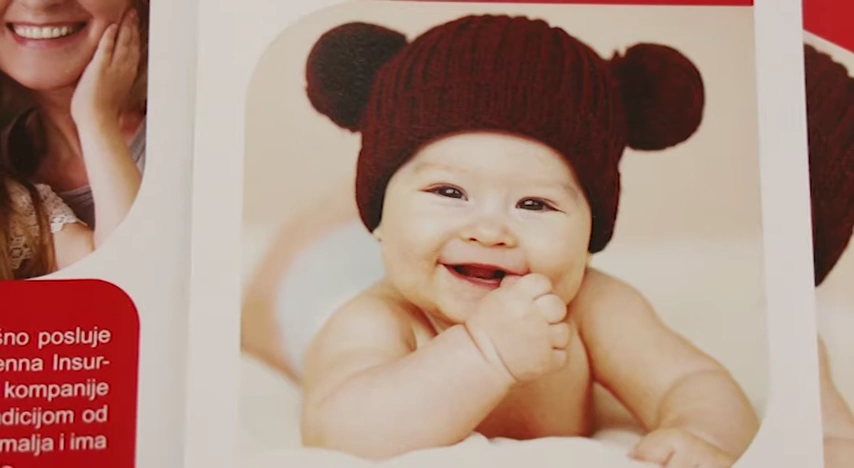 šno posluje
enna Insur-
kompanije
dicijom od
malja i ima